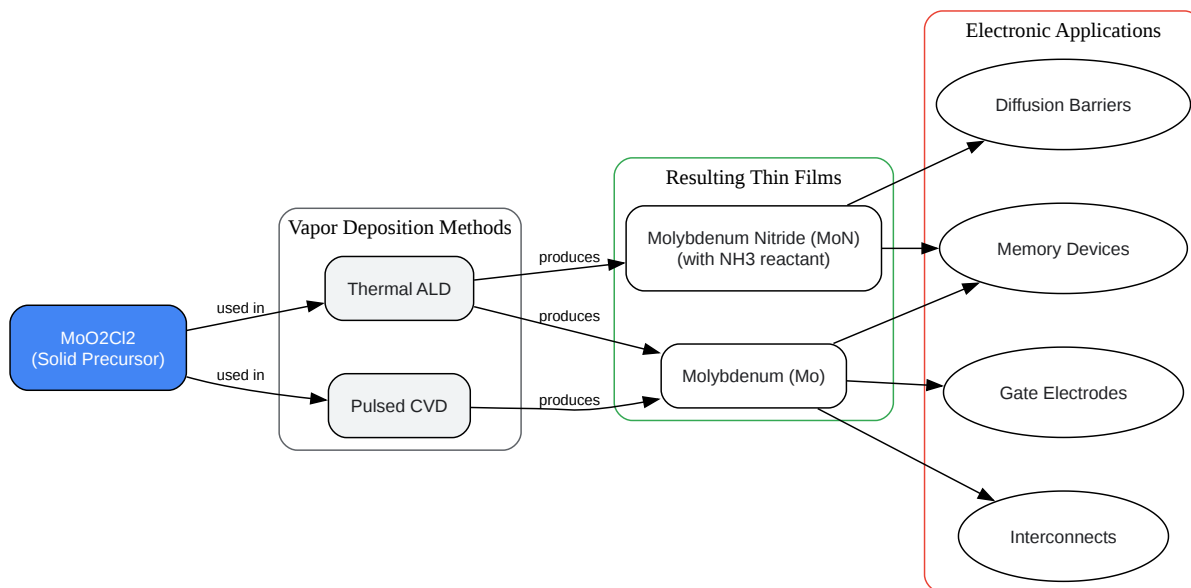 Electronic Applications
Diffusion Barriers
Resulting Thin Films
Vapor Deposition Methods
Molybdenum Nitride (MoN)
(with NH3 reactant)
Memory Devices
produces
Thermal ALD
used in
produces
MoO2Cl2
(Solid Precursor)
used in
Molybdenum (Mo)
Gate Electrodes
Pulsed CVD
produces
Interconnects